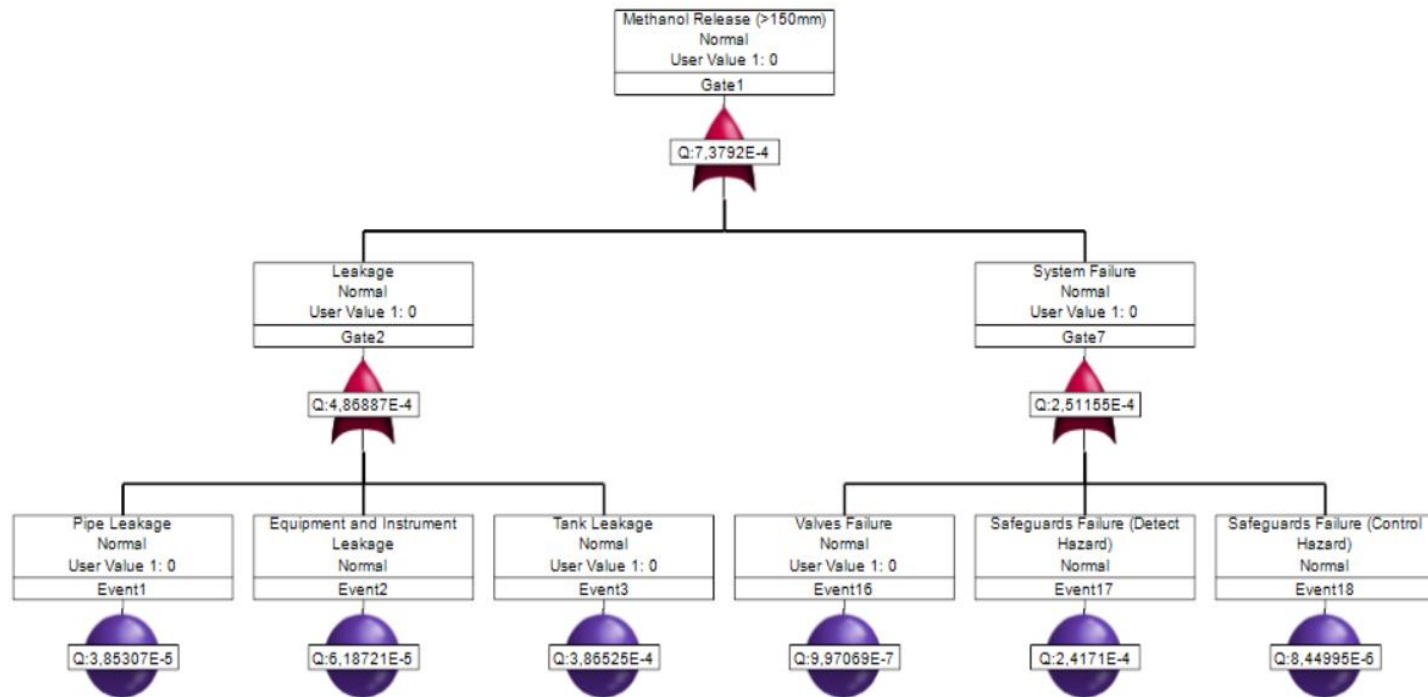 Methanol Release (>150mm)
Normal
User Value 1: 0
Gate1
Q:7,3792E-4
Leakage
Normal
User Value 1: 0
Gate2
Q:4,86887E-4
System Failure
Normal
User Value 1: 0
Gate7
Q:2,51155E-4
Pipe Leakage
Normal
User Value 1: 0
Event1
Q:3,85307E-5
Equipment and Instrument
Leakage
Normal
Event2
Q:6,18721E-5
Tank Leakage
Normal
User Value 1: 0
Event3
Q:3,86525E-4
Valves Failure
Normal
User Value 1: 0
Event16
Q:9,97069E-7
Safeguards Failure (Detect
Hazard)
Normal
Event17
Q:2,4171E-4
Safeguards Failure (Control
Hazard)
Normal
Event18
Q:8,44995E-6